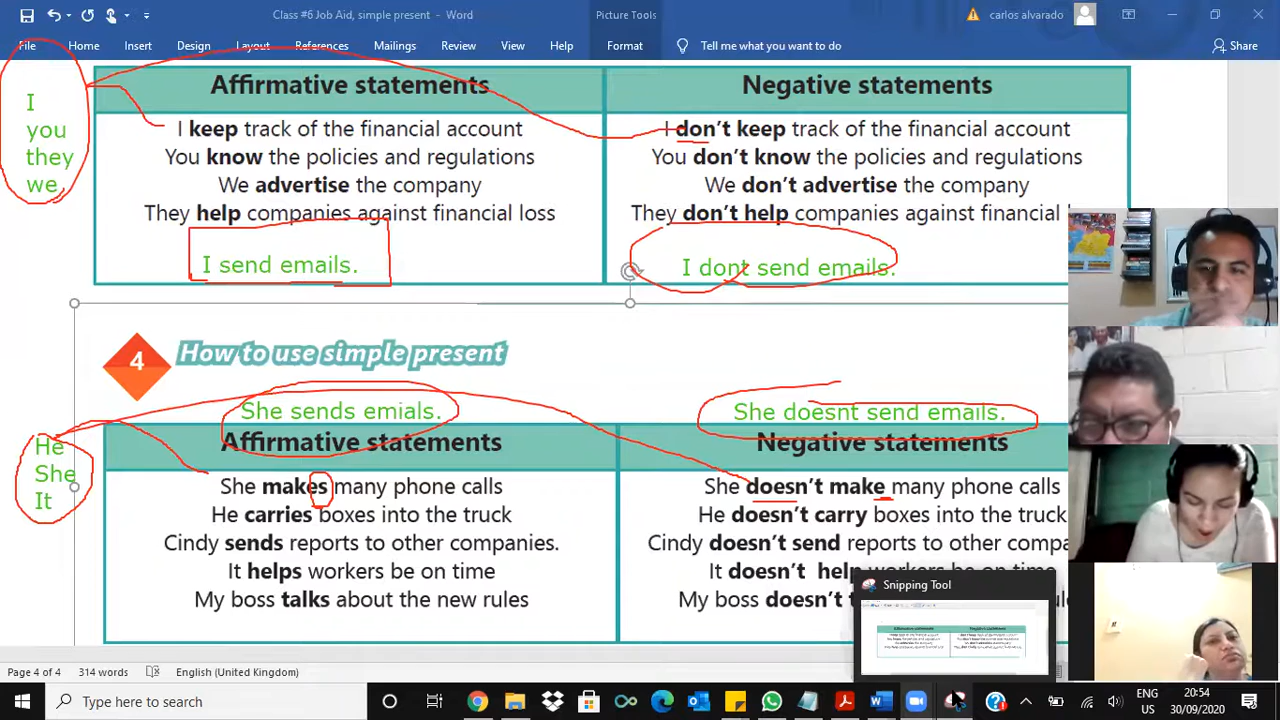 Class #6 Job Aid, simple present - Word
Picture Tools
carlos alvarado
File Home Insert Design Layout References Mailings Review View Help Format Tell me what you want to do Share
I
you
they
we
Affirmative statements
I keep track of the financial account
You know the policies and regulations
We advertise the company
They help companies against financial loss
I send emails.
Negative statements
I don't keep track of the financial account
You don't know the policies and regulations
We don't advertise the company
They don't help companies against financial
I dont send emails.
4
How to use simple present
She sends emials.
She doesnt send emails.
He
She
It
Affirmative statements
She makes many phone calls
He carries boxes into the truck
Cindy sends reports to other companies.
It helps workers be on time
My boss talks about the new rules
Negative statements
She doesn't make many phone calls
He doesn't carry boxes into the truck
Cindy doesn't send reports to other compa
It doesn't help workers be on time
My boss doesn't
Snipping Tool
Page 4 of 4 314 words English (United Kingdom)
Type here to search
ENG
US
20:54
30/09/2020